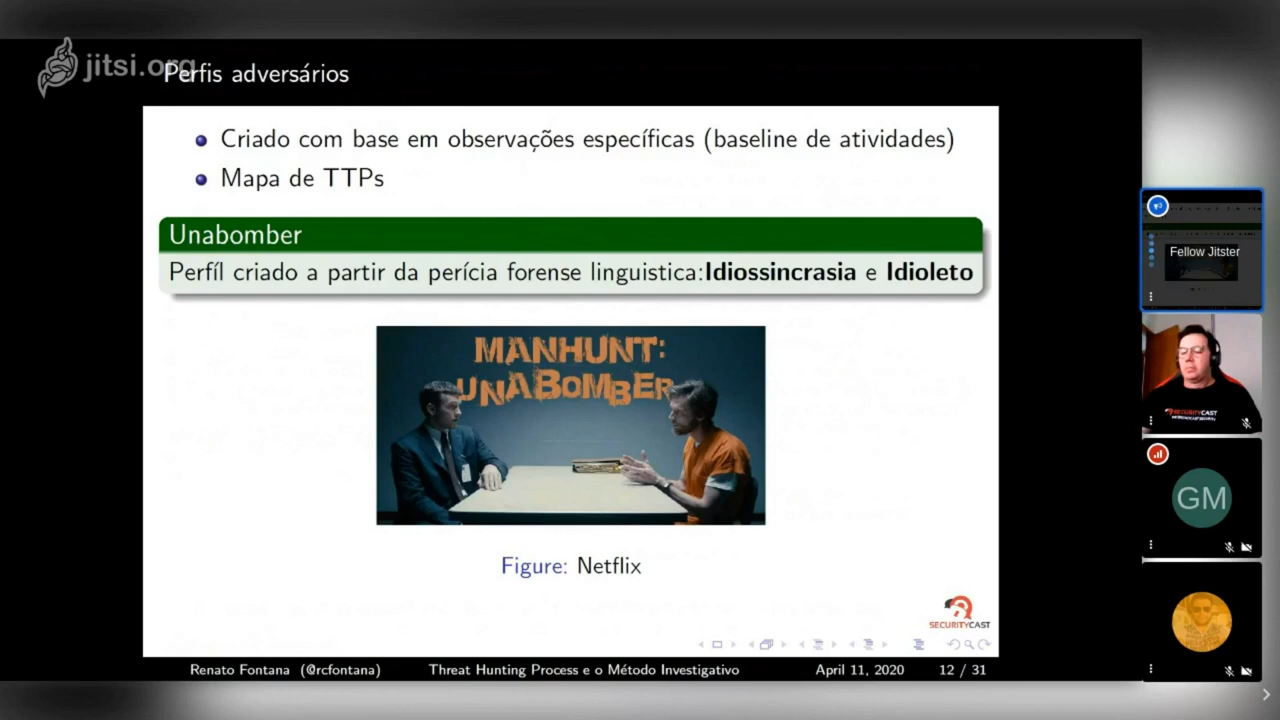 jitsi.org
Perfis adversários
Criado com base em observações específicas (baseline de atividades)
Mapa de TTPs
Unabomber
Perfíl criado a partir da perícia forense linguistica:Idiossincrasia e Idioleto
MANHUNT:
UNABOMBER
Figure: Netflix
SECURITYCAST
Renato Fontana (@rcfontana) Threat Hunting Process e o Método Investigativo April 11, 2020 12 / 31
Fellow Jitster
SECURITYCAST
GM